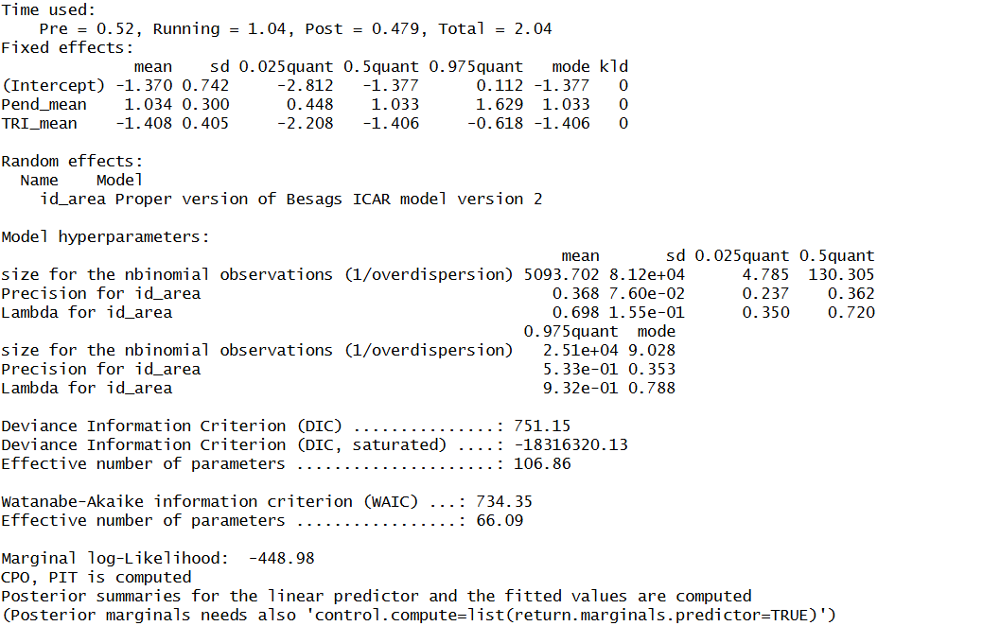 Time used:
    Pre = 0.52, Running = 1.04, Post = 0.479, Total = 2.04
Fixed effects:
              mean    sd 0.025quant 0.5quant 0.975quant   mode kld
(Intercept) -1.370 0.742     -2.812   -1.377      0.112 -1.377   0
Pend_mean    1.034 0.300      0.448    1.033      1.629  1.033   0
TRI_mean    -1.408 0.405     -2.208   -1.406     -0.618 -1.406   0

Random effects:
  Name    Model
    id_area Proper version of Besags ICAR model version 2

Model hyperparameters:
                                                           mean       sd 0.025quant 0.5quant
size for the nbinomial observations (1/overdispersion) 5093.702 8.12e+04      4.785  130.305
Precision for id_area                                     0.368 7.60e-02      0.237    0.362
Lambda for id_area                                        0.698 1.55e-01      0.350    0.720
                                                       0.975quant  mode
size for the nbinomial observations (1/overdispersion)   2.51e+04 9.028
Precision for id_area                                    5.33e-01 0.353
Lambda for id_area                                       9.32e-01 0.788

Deviance Information Criterion (DIC) ...............: 751.15
Deviance Information Criterion (DIC, saturated) ....: -18316320.13
Effective number of parameters .....................: 106.86

Watanabe-Akaike information criterion (WAIC) ...: 734.35
Effective number of parameters .................: 66.09

Marginal log-Likelihood:  -448.98
CPO, PIT is computed
Posterior summaries for the linear predictor and the fitted values are computed
(Posterior marginals needs also 'control.compute=list(return.marginals.predictor=TRUE)')